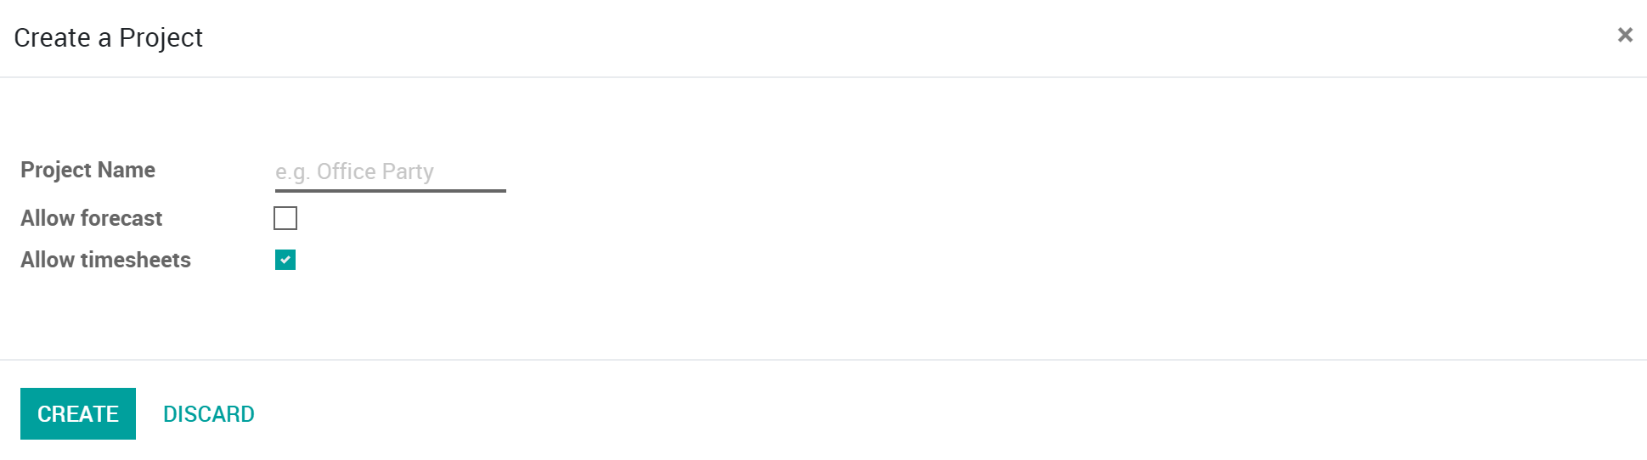 Create a Project
×
Project Name e.g. Office Party
Allow forecast
Allow timesheets
CREATE DISCARD